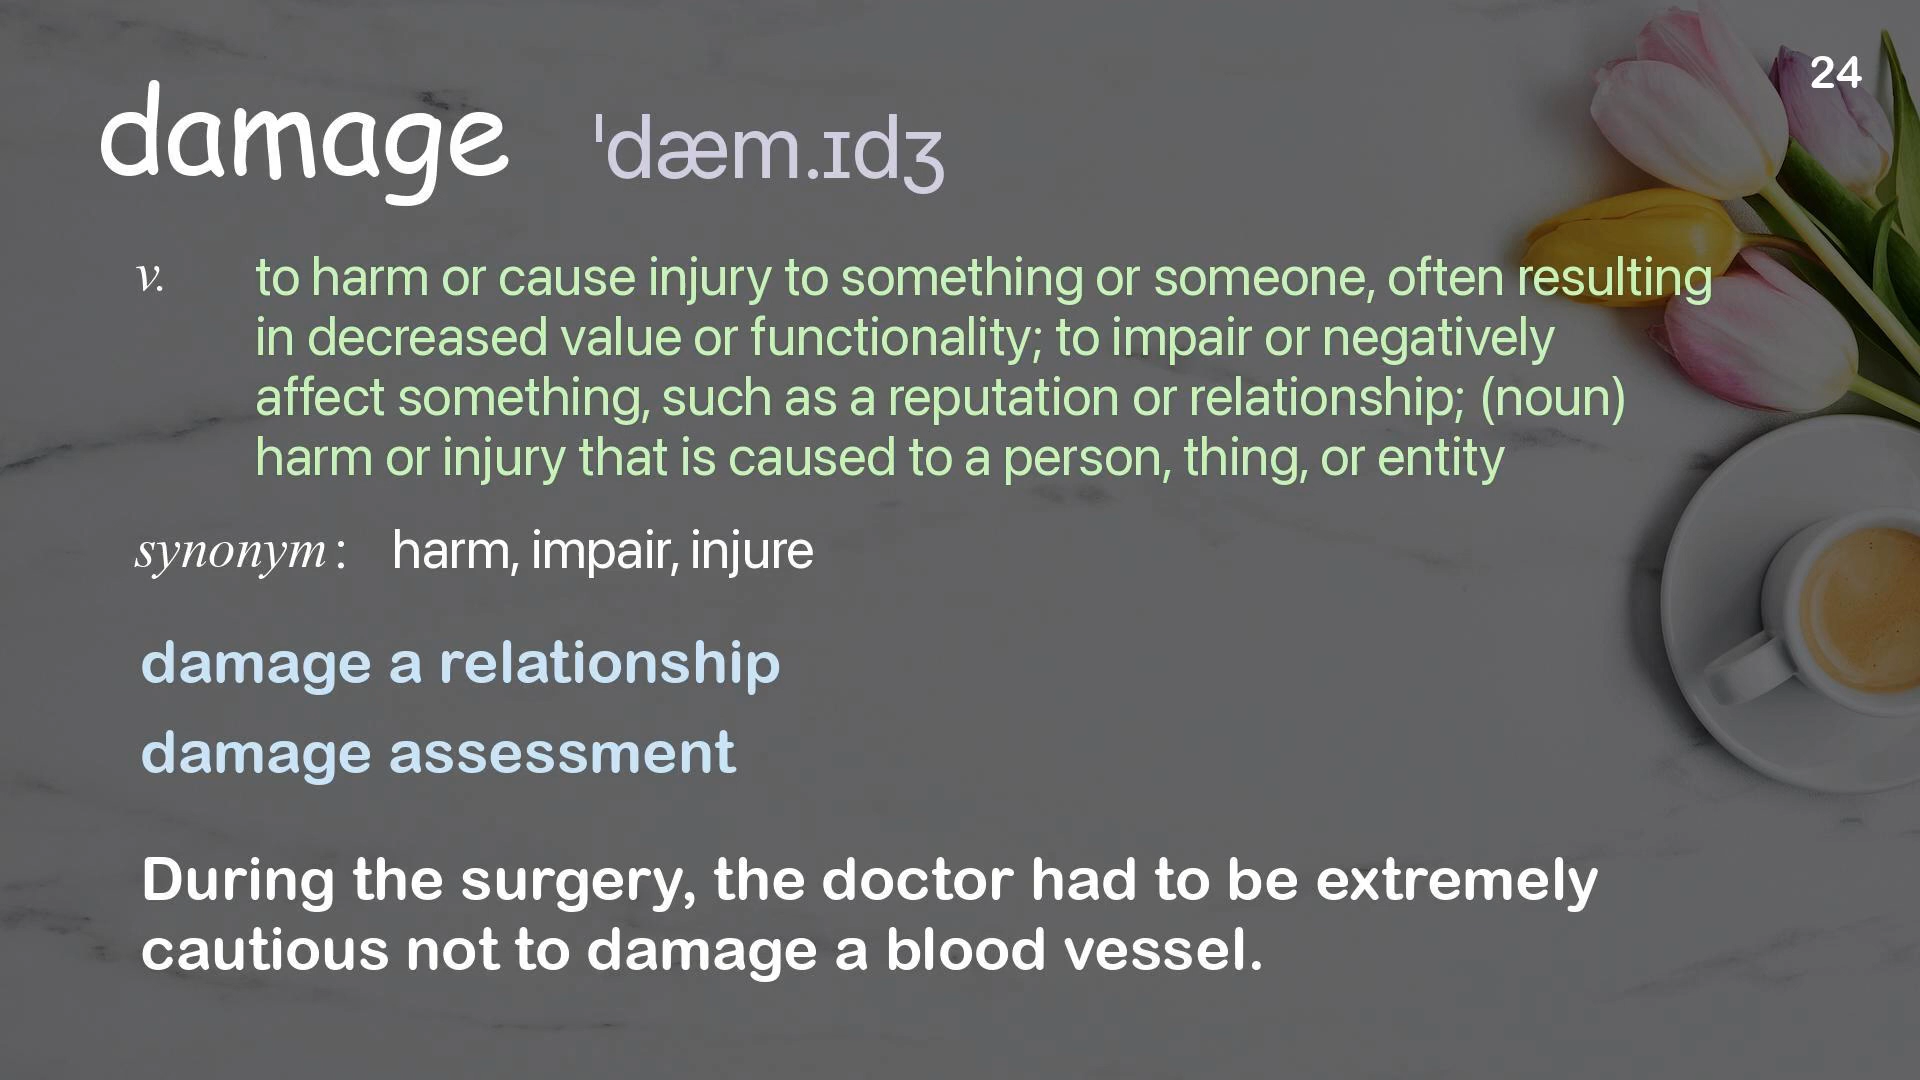 24
damage ˈdæm.ɪdʒ
v. to harm or cause injury to something or someone, often resulting
in decreased value or functionality; to impair or negatively
affect something, such as a reputation or relationship; (noun)
harm or injury that is caused to a person, thing, or entity
synonym: harm, impair, injure
damage a relationship
damage assessment
During the surgery, the doctor had to be extremely
cautious not to damage a blood vessel.